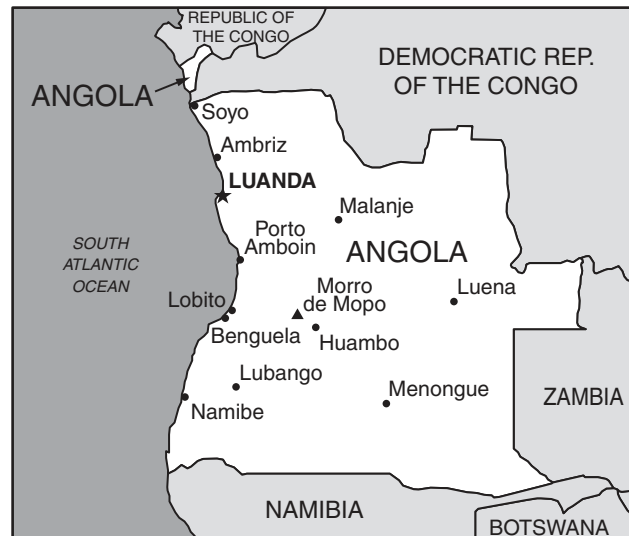 REPUBLIC OF
THE CONGO
DEMOCRATIC REP.
OF THE CONGO
ANGOLA
Soyo
Ambriz
LUANDA
Malanje
Porto
Amboin
ANGOLA
SOUTH
ATLANTIC
OCEAN
Morro
de Mopo
Luena
Lobito
Benguela
Huambo
Lubango
Menongue
Namibe
ZAMBIA
NAMIBIA
BOTSWANA